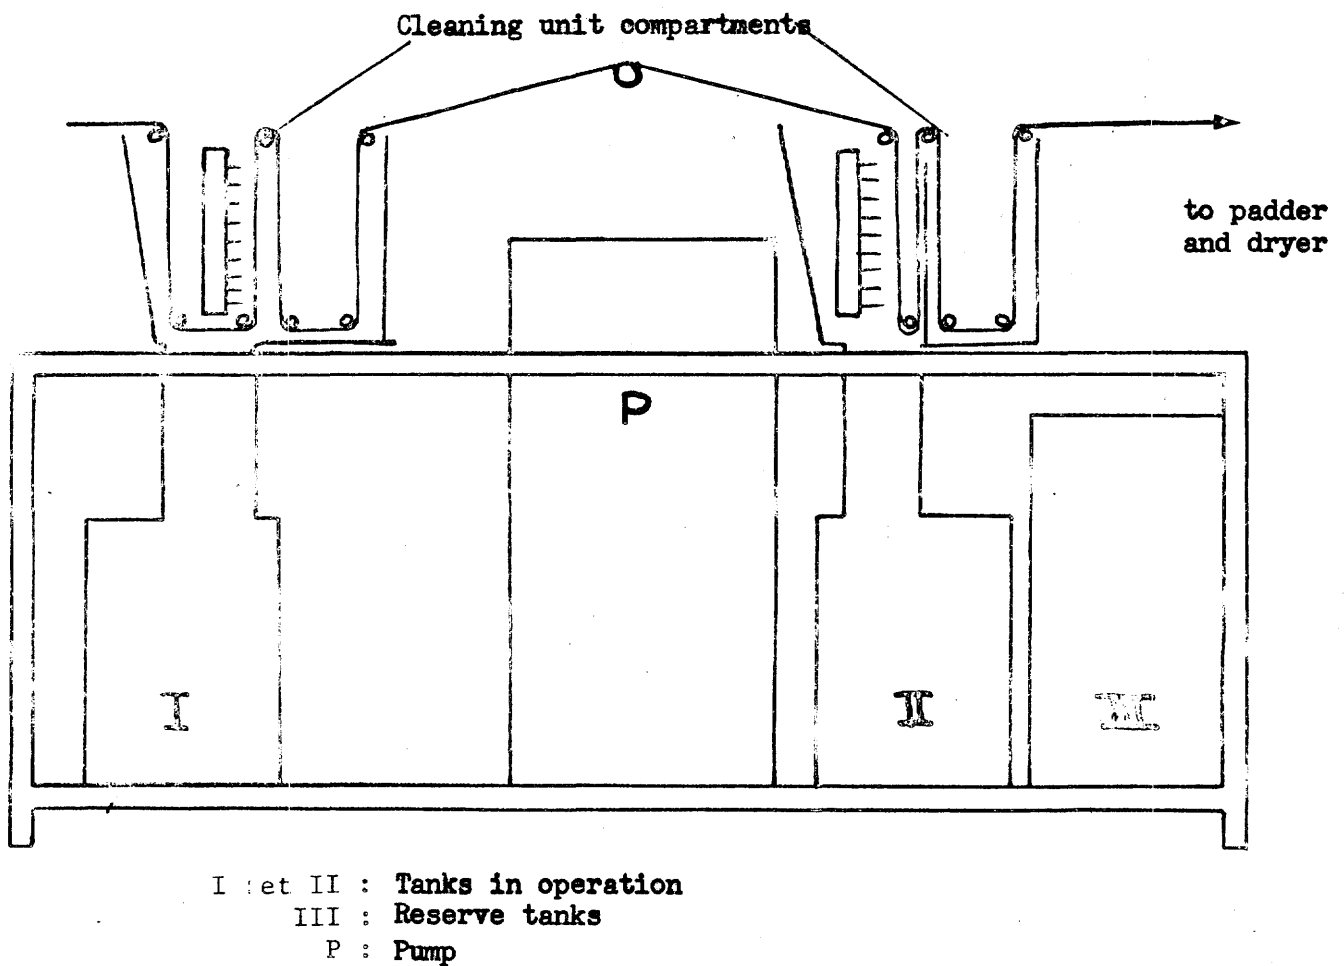 Cleaning unit compartments
to padder
and dryer
P
I
II
III
I et II : Tanks in operation
III : Reserve tanks
P : Pump